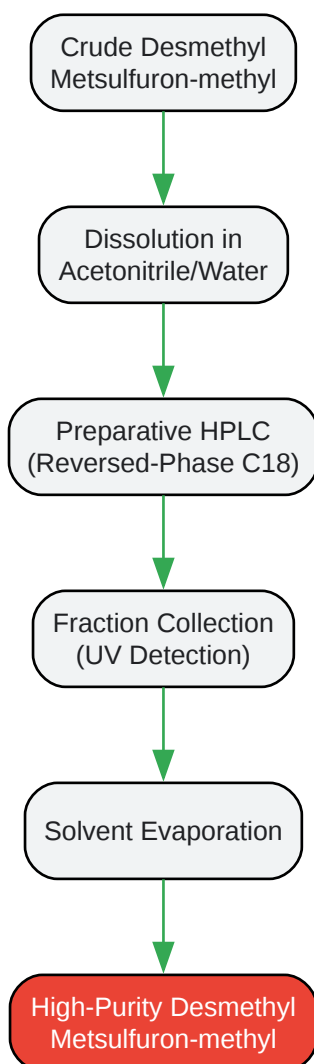 Crude Desmethyl
Metsulfuron-methyl
Dissolution in
Acetonitrile/Water
Preparative HPLC
(Reversed-Phase C18)
Fraction Collection
(UV Detection)
Solvent Evaporation
High-Purity Desmethyl
Metsulfuron-methyl